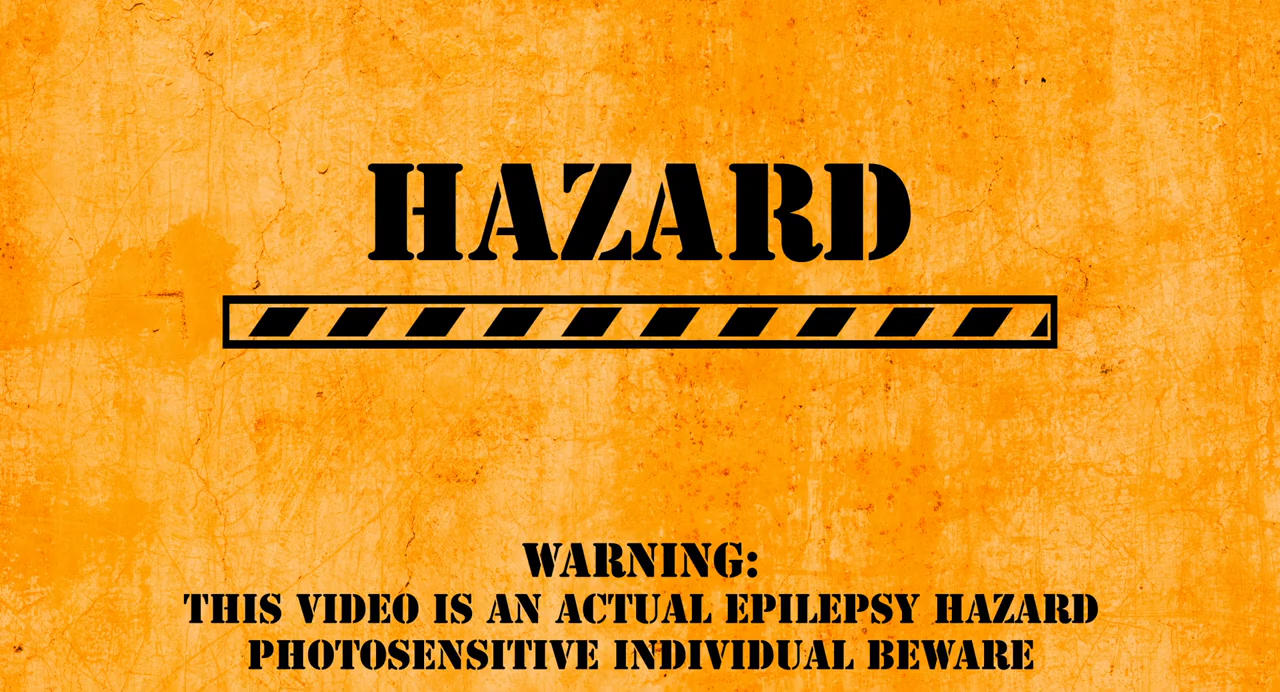 HAZARD
WARNING:
THIS VIDEO IS AN ACTUAL EPILEPSY HAZARD
PHOTOSENSITIVE INDIVIDUAL BEWARE